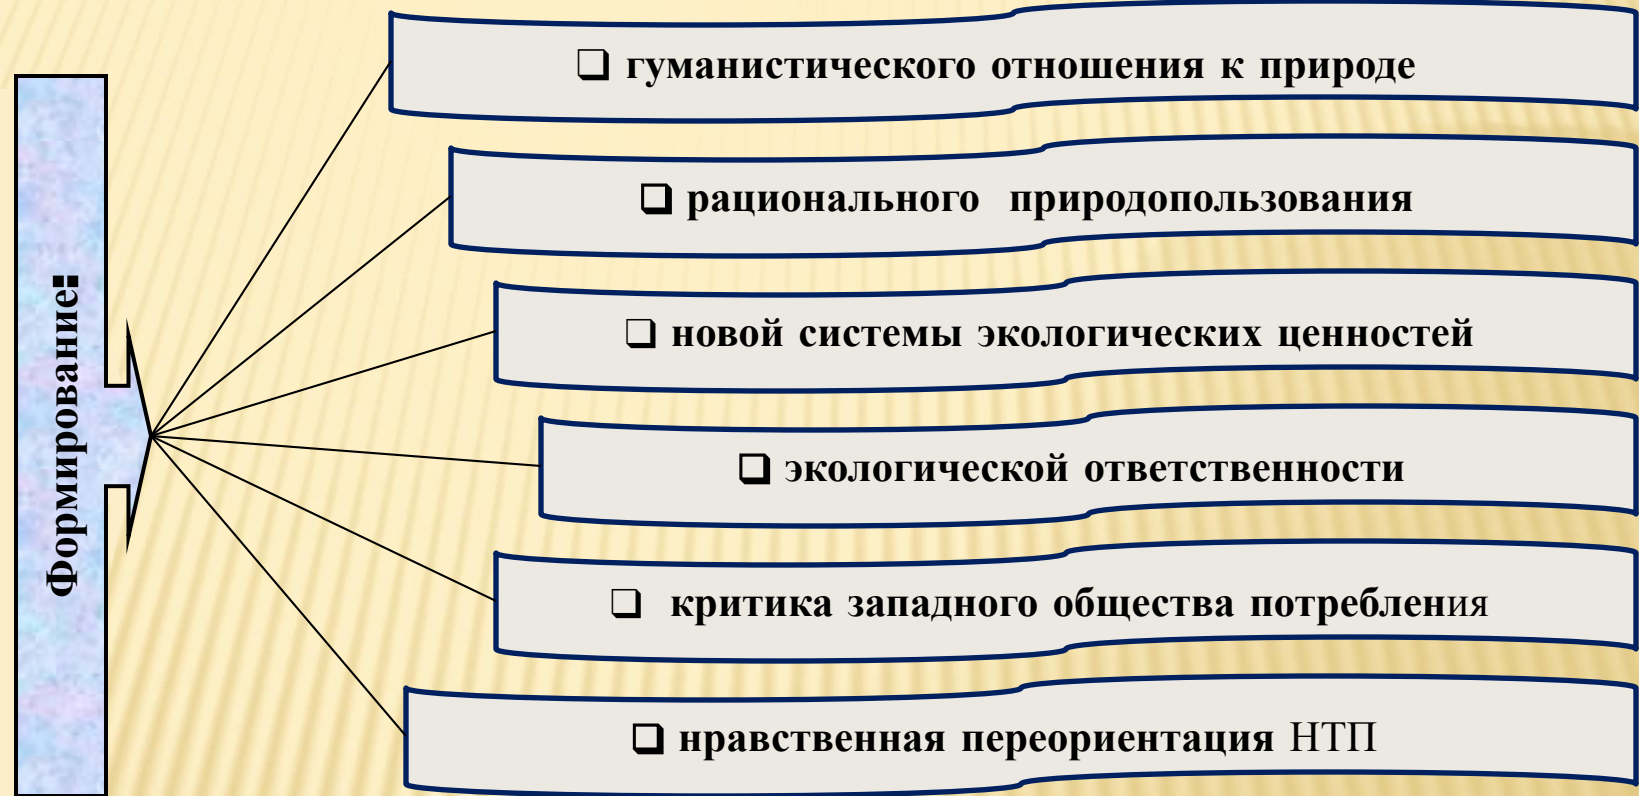 Формирование:
❑ гуманистического отношения к природе
❑ рационального природопользования
❑ новой системы экологических ценностей
❑ экологической ответственности
❑ критика западного общества потребления
❑ нравственная переориентация НТП